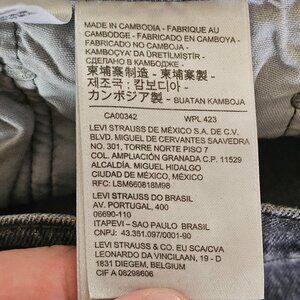 MADE IN CAMBODIA - FABRIQUE AU
CAMBODGE - FABRICADO EN CAMBOYA
FABRICADO NO CAMBOJA -
KAMBOÇYA'DA ÜRETİLMİŞTİR -
СДЕЛАНО В КАМБОДЖЕ -
柬埔寨制造 - 柬埔寨製 -
제조국 : 캄보디아 -
カンボジア製 - BUATAN KAMBOJA
CA00342 WPL 423
LEVI STRAUSS DE MÉXICO S.A. DE C.V.
BLVD. MIGUEL DE CERVANTES SAAVEDRA
NO. 301, TORRE NORTE PISO 7
COL. AMPLIACIÓN GRANADA C.P. 11529
ALCALDÍA. MIGUEL HIDALGO
CIUDAD DE MÉXICO, MÉXICO
RFC: LSM660818M98
LEVI STRAUSS DO BRASIL
AV. PORTUGAL, 400
06690-110
ITAPEVI – SAO PAULO BRASIL
CNPJ: 43.351.097/0001-90
LEVI STRAUSS & CO. EU SCA/CVA
LEONARDO DA VINCILAAN, 19 - D
1831 DIEGEM, BELGIUM
CIF A 08298606